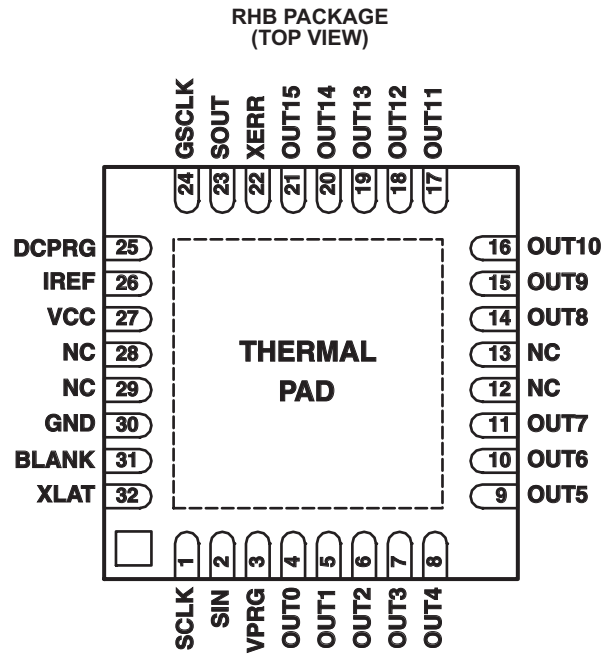 RHB PACKAGE
(TOP VIEW)
GSCLK
SOUT
XERR
OUT15
OUT14
OUT13
OUT12
OUT11
24
23
22
21
20
19
18
17
DCPRG 25
IREF 26
VCC 27
NC 28
NC 29
GND 30
BLANK 31
XLAT 32
THERMAL
PAD
16 OUT10
15 OUT9
14 OUT8
13 NC
12 NC
11 OUT7
10 OUT6
9 OUT5
1
2
3
4
5
6
7
8
SCLK
SIN
VPRG
OUT0
OUT1
OUT2
OUT3
OUT4